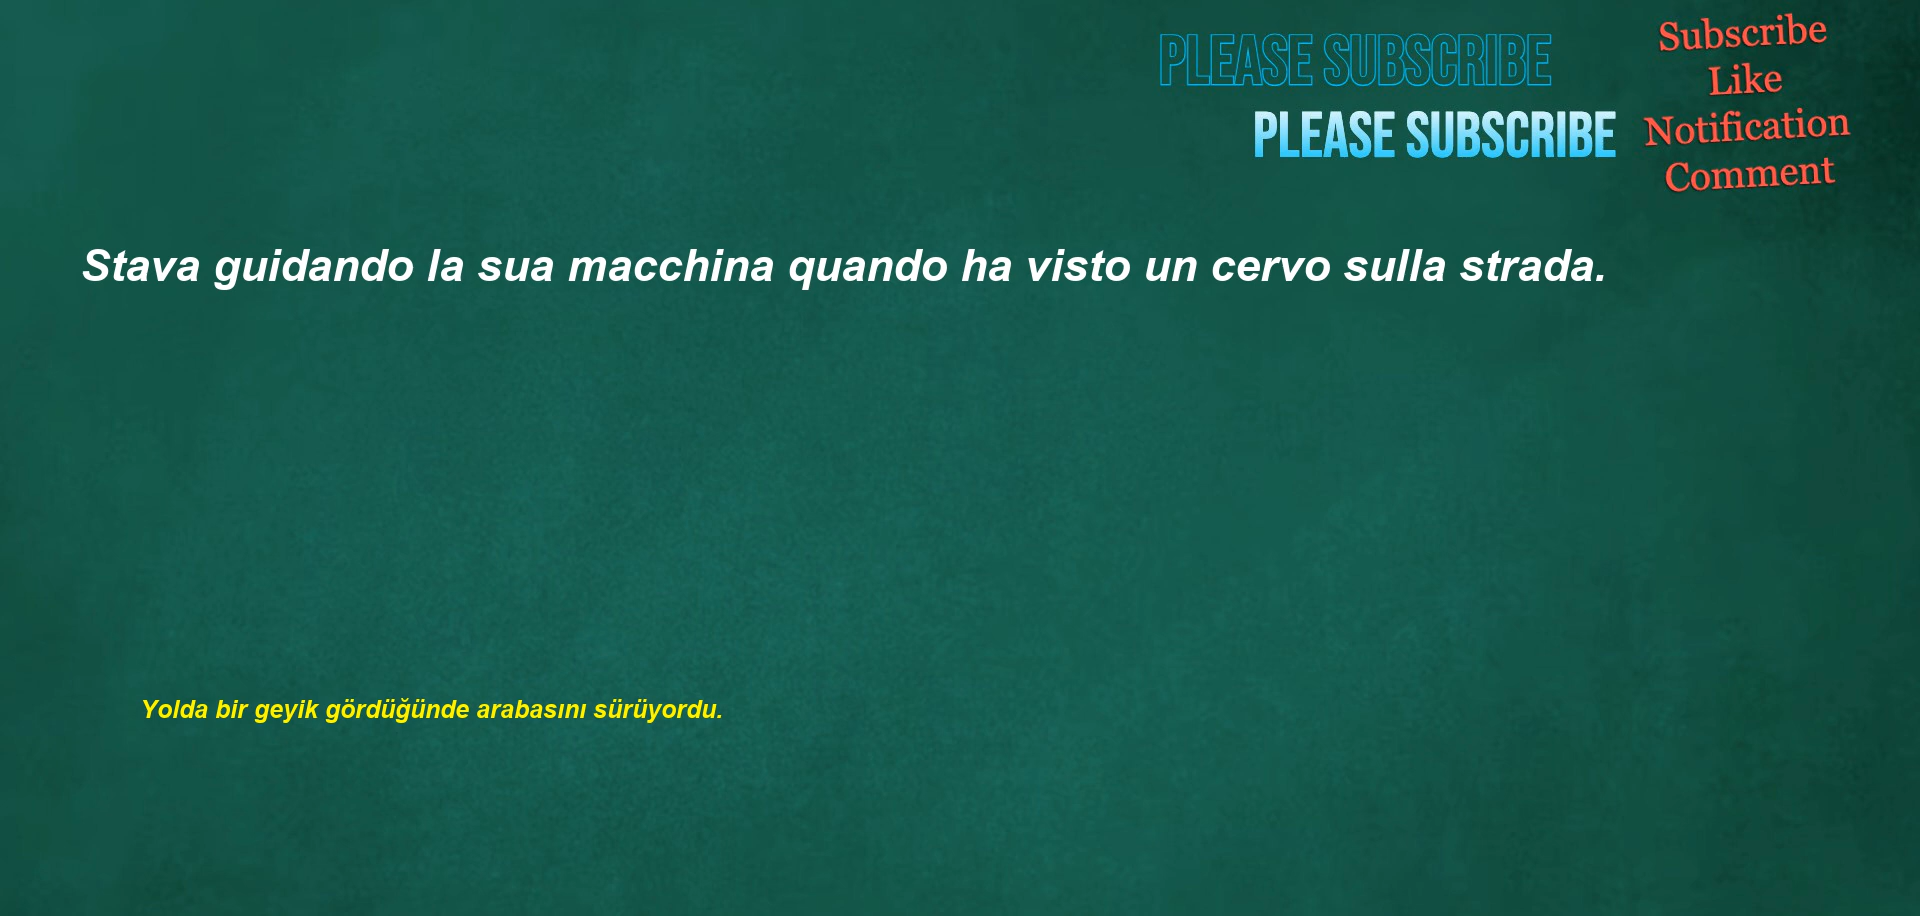 PLEASE SUBSCRIBE
PLEASE SUBSCRIBE
Subscribe
Like
Notification
Comment
Stava guidando la sua macchina quando ha visto un cervo sulla strada.
Yolda bir geyik gördüğünde arabasını sürüyordu.